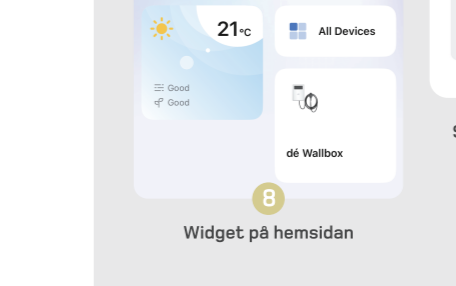 21°C
All Devices
Good
Good
dé Wallbox
8
Widget på hemsidan